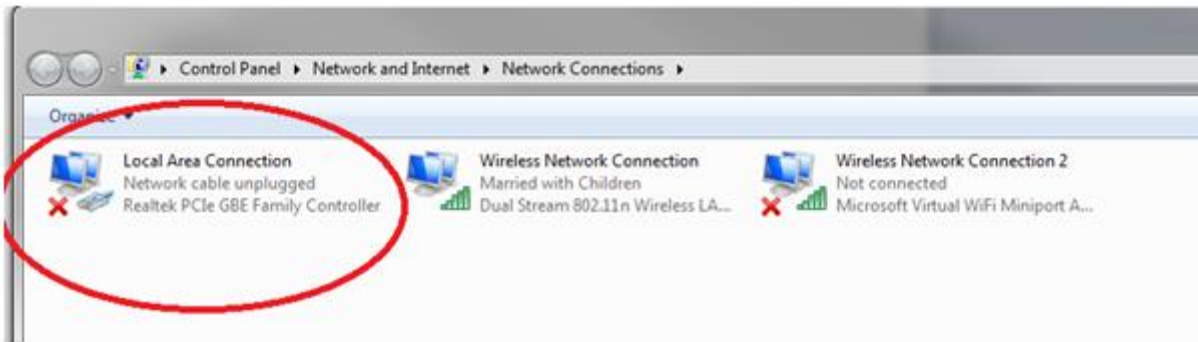 Control Panel ▸ Network and Internet ▸ Network Connections ▸
Organize
Local Area Connection
Network cable unplugged
Realtek PCIe GBE Family Controller
Wireless Network Connection
Married with Children
Dual Stream 802.11n Wireless LA...
Wireless Network Connection 2
Not connected
Microsoft Virtual WiFi Miniport A...